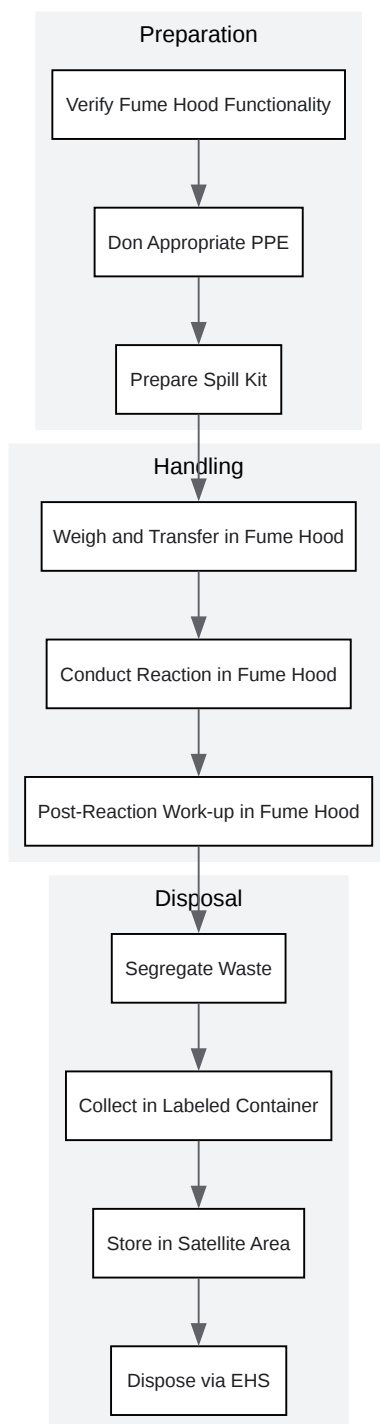 Preparation
Verify Fume Hood Functionality
Don Appropriate PPE
Prepare Spill Kit
Handling
Weigh and Transfer in Fume Hood
Conduct Reaction in Fume Hood
Post-Reaction Work-up in Fume Hood
Disposal
Segregate Waste
Collect in Labeled Container
Store in Satellite Area
Dispose via EHS